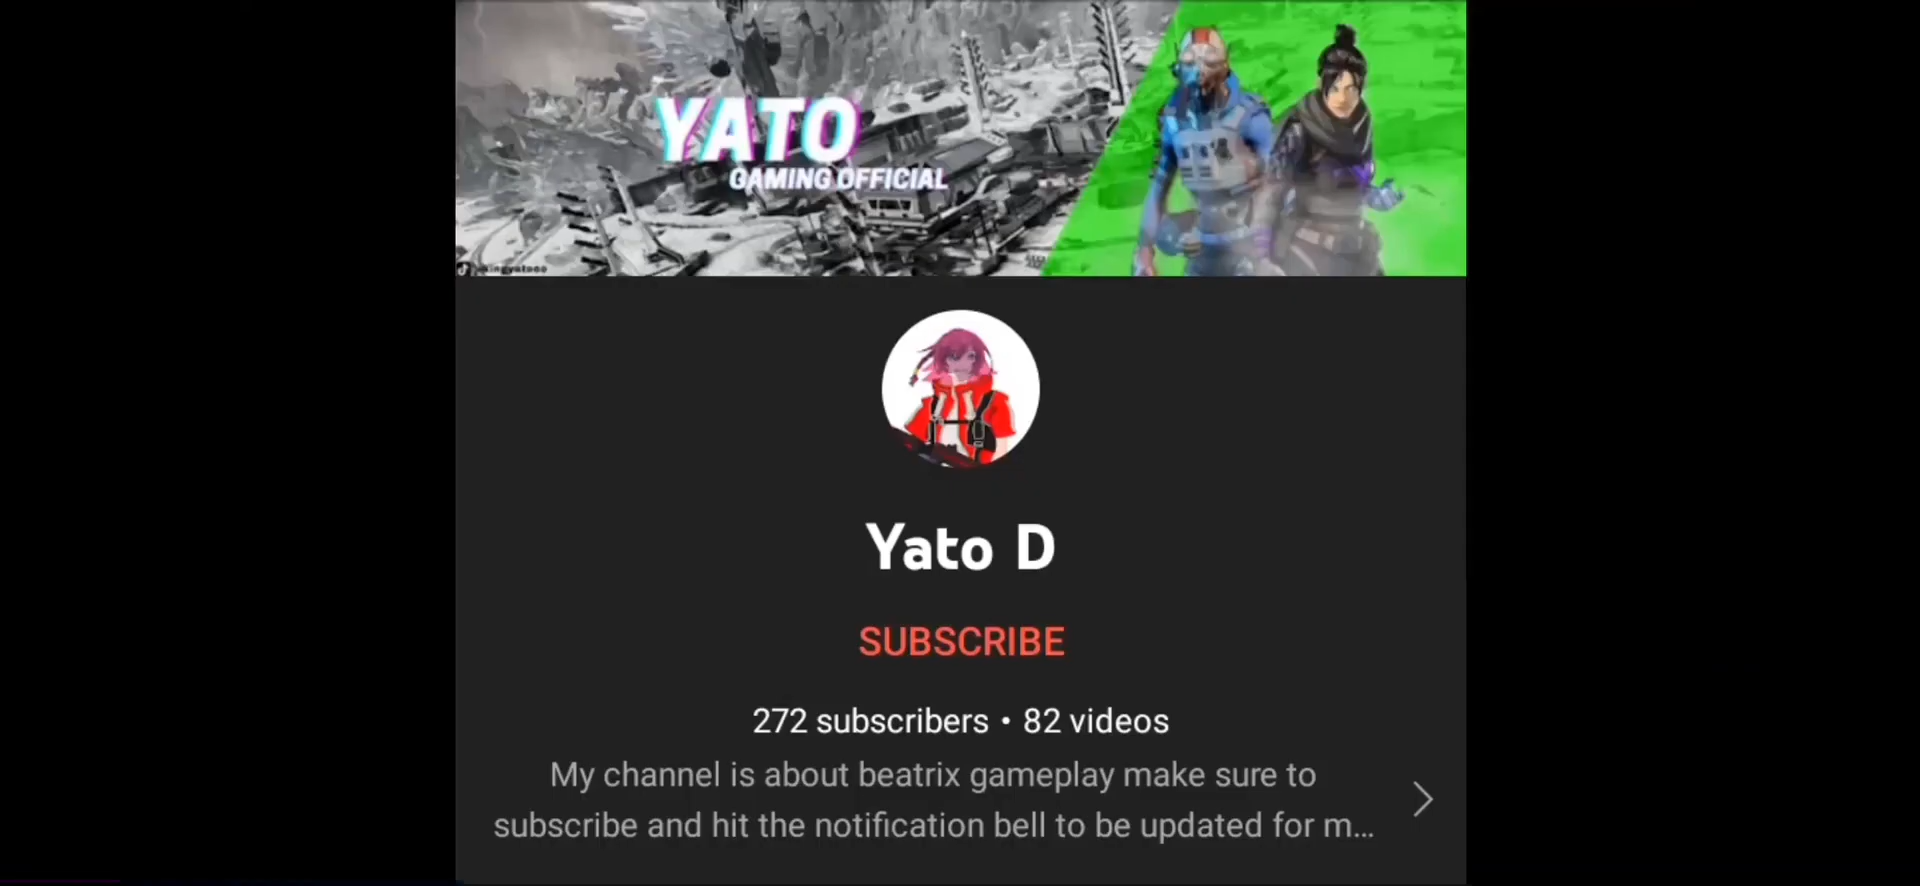 YATO
GAMING OFFICIAL
Yato D
SUBSCRIBE
272 subscribers • 82 videos
My channel is about beatrix gameplay make sure to
subscribe and hit the notification bell to be updated for m...